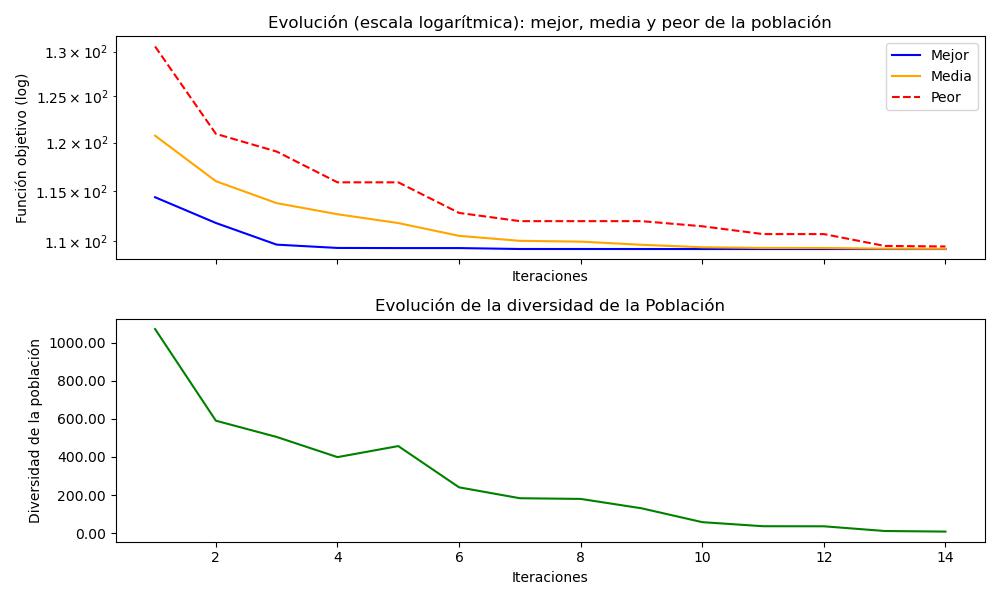 Evolución (escala logarítmica): mejor, media y peor de la población
Función objetivo (log)
1.3 × 10²
1.25 × 10²
1.2 × 10²
1.15 × 10²
1.1 × 10²
Mejor
Media
Peor
Iteraciones
Evolución de la diversidad de la Población
Diversidad de la población
1000.00
800.00
600.00
400.00
200.00
0.00
2 4 6 8 10 12 14
Iteraciones